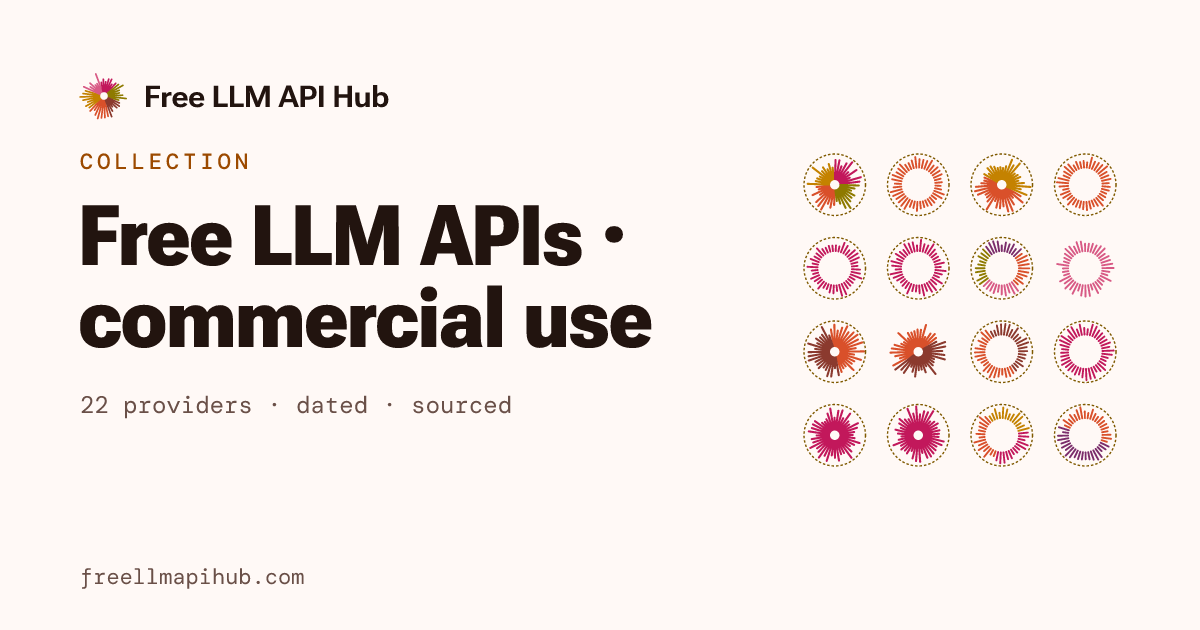 Free LLM API Hub
COLLECTION
Free LLM APIs ·
commercial use
22 providers · dated · sourced
freellmapihub.com